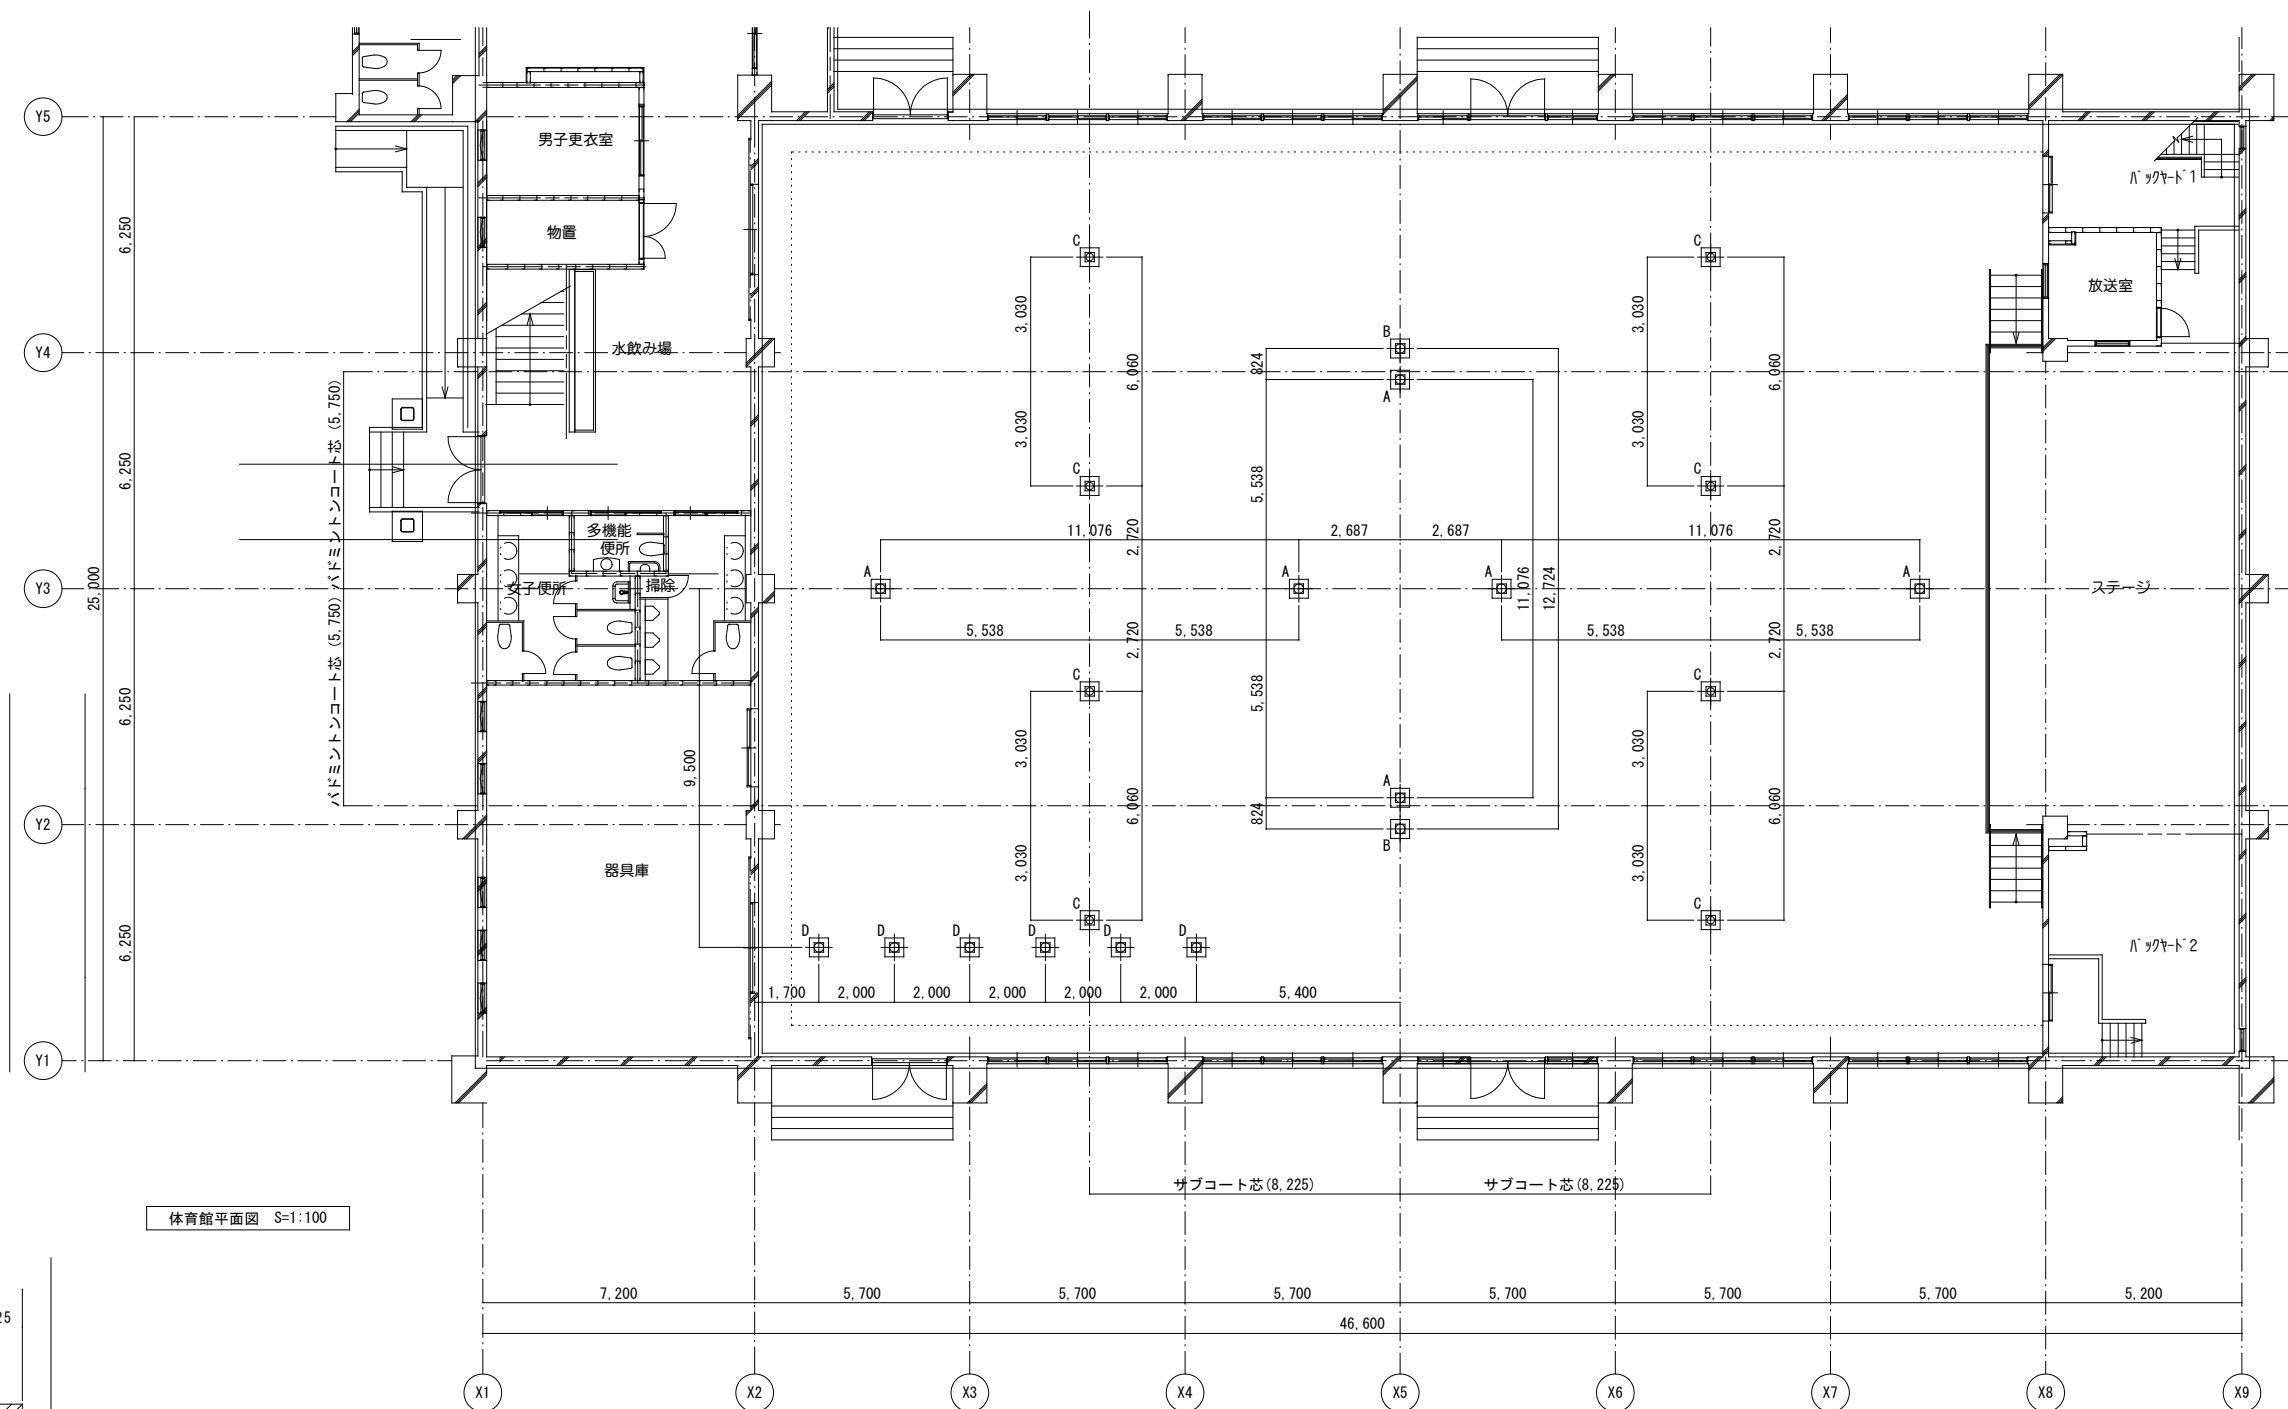 Y5
男子更衣室
ﾊﾞｯｸﾔｰﾄﾞ1
6,250
物置
C
C
放送室
3,030
3,030
B
Y4
水飲み場
824
6,060
6,060
A
バドミントンコート芯 (5,750)
3,030
3,030
6,250
C
C
5,538
多機能
便所
11,076
2,687
2,687
11,076
2,720
2,720
A
A
A
A
Y3
25,000
女子便所
掃除
11,076
12,724
ステージ
5,538
5,538
5,538
5,538
2,720
2,720
バドミントンコート芯 (5,750)
C
C
5,538
6,250
9,500
3,030
3,030
A
6,060
6,060
824
Y2
B
器具庫
3,030
3,030
C
C
D
D
D
D
D
D
ﾊﾞｯｸﾔｰﾄﾞ2
6,250
1,700
2,000
2,000
2,000
2,000
2,000
5,400
Y1
サブコート芯(8,225)
サブコート芯(8,225)
体育館平面図 S=1:100
7,200
5,700
5,700
5,700
5,700
5,700
5,700
5,200
25
46,600
X1
X2
X3
X4
X5
X6
X7
X8
X9